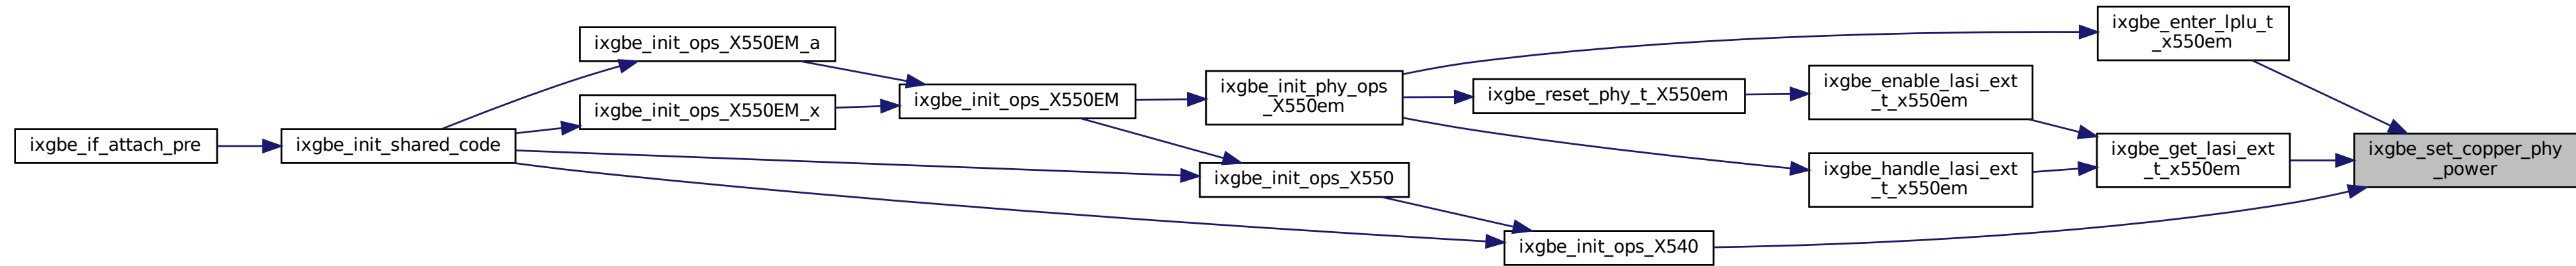 ixgbe_if_attach_pre
ixgbe_init_shared_code
ixgbe_init_ops_X550EM_a
ixgbe_init_ops_X550EM_x
ixgbe_init_ops_X550EM
ixgbe_init_phy_ops
_X550em
ixgbe_init_ops_X550
ixgbe_reset_phy_t_X550em
ixgbe_init_ops_X540
ixgbe_enable_lasi_ext
_t_x550em
ixgbe_handle_lasi_ext
_t_x550em
ixgbe_enter_lplu_t
_x550em
ixgbe_get_lasi_ext
_t_x550em
ixgbe_set_copper_phy
_power